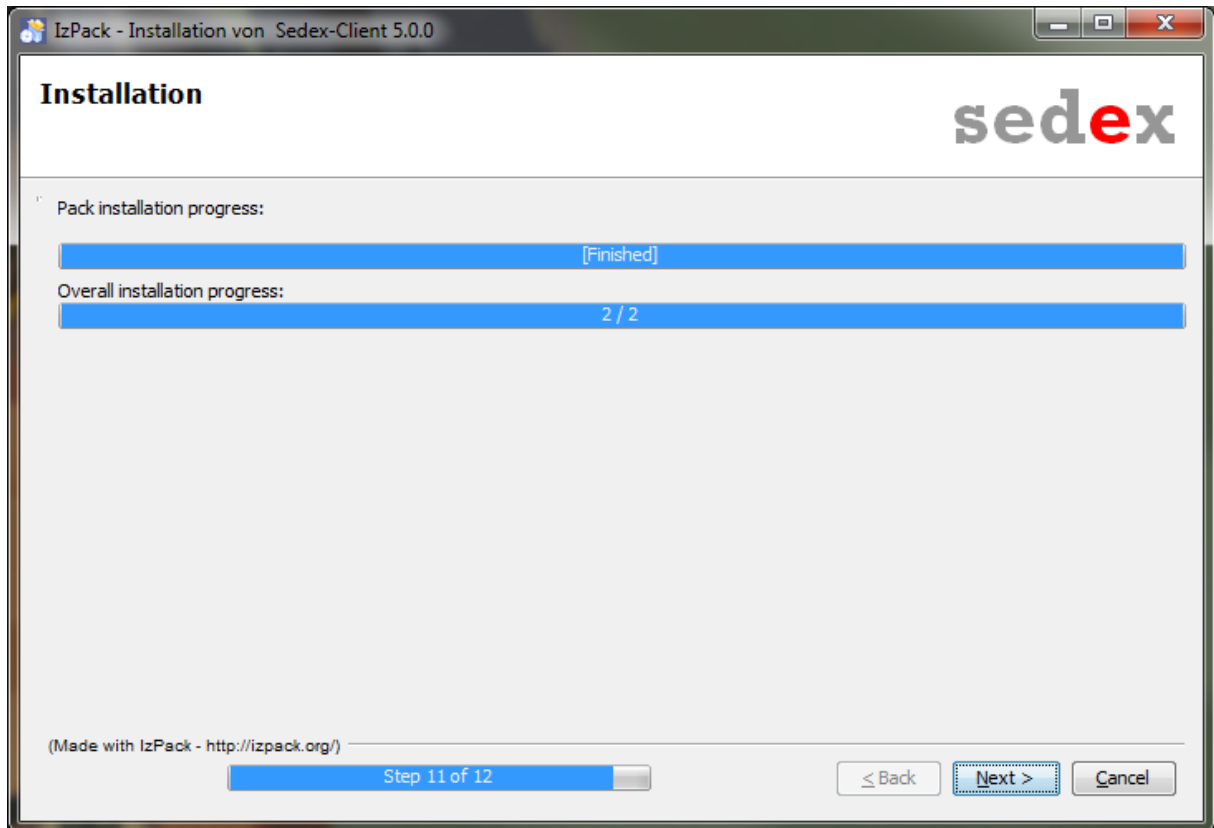 IzPack - Installation von Sedex-Client 5.0.0
Installation
sedex
Pack installation progress:
[Finished]
Overall installation progress:
2 / 2
(Made with IzPack - http://izpack.org/)
Step 11 of 12
< Back
Next >
Cancel